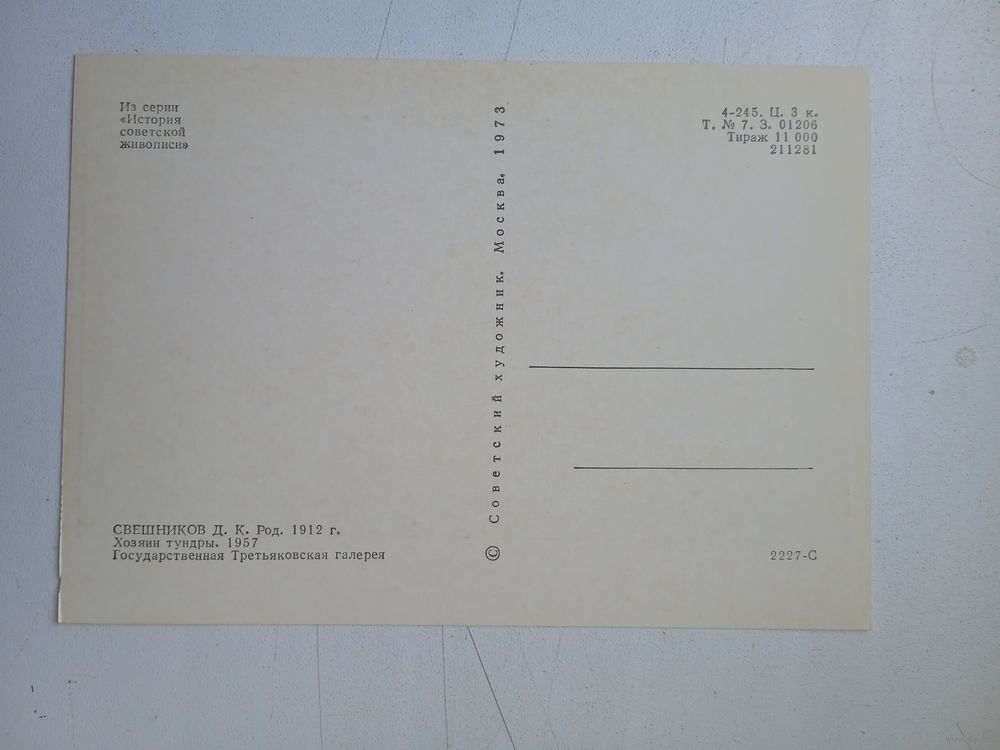 Из серии
«История
советской
живописи»
4-245. Ц. 3 к.
Т. № 7. З. 01206
Тираж 11 000
211281
© Советский художник. Москва. 1973
СВЕШНИКОВ Д. К. Род. 1912 г.
Хозяин тундры. 1957
Государственная Третьяковская галерея
2227-С